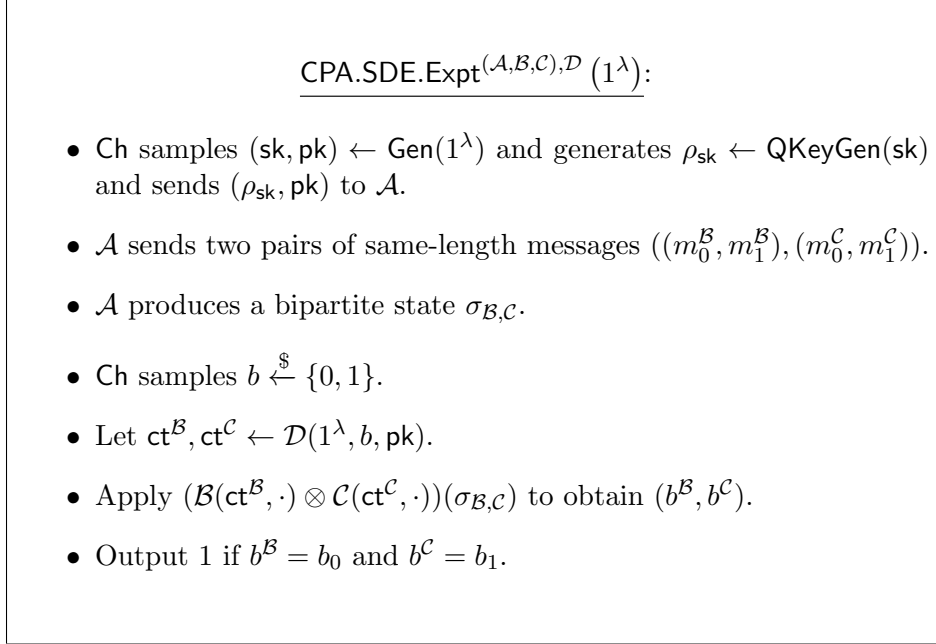 CPA.SDE.Expt^{(𝒜,ℬ,𝒞),𝒟} (1^λ):
• Ch samples (sk, pk) ← Gen(1^λ) and generates ρ_sk ← QKeyGen(sk)
and sends (ρ_sk, pk) to 𝒜.
• 𝒜 sends two pairs of same-length messages ((m_0^ℬ, m_1^ℬ), (m_0^𝒞, m_1^𝒞)).
• 𝒜 produces a bipartite state σ_{ℬ,𝒞}.
• Ch samples b ←^$ {0, 1}.
• Let ct^ℬ, ct^𝒞 ← 𝒟(1^λ, b, pk).
• Apply (ℬ(ct^ℬ, ·) ⊗ 𝒞(ct^𝒞, ·))(σ_{ℬ,𝒞}) to obtain (b^ℬ, b^𝒞).
• Output 1 if b^ℬ = b_0 and b^𝒞 = b_1.